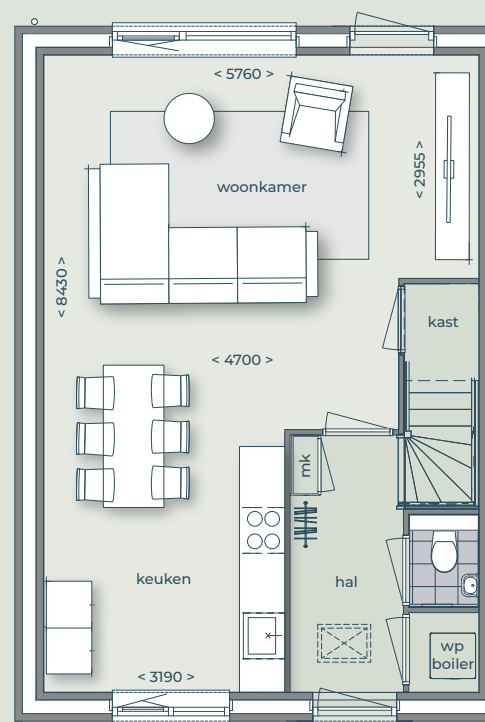 < 5760 >
< 2955 >
woonkamer
< 8430 >
kast
< 4700 >
mk
keuken
hal
wp
boiler
< 3190 >